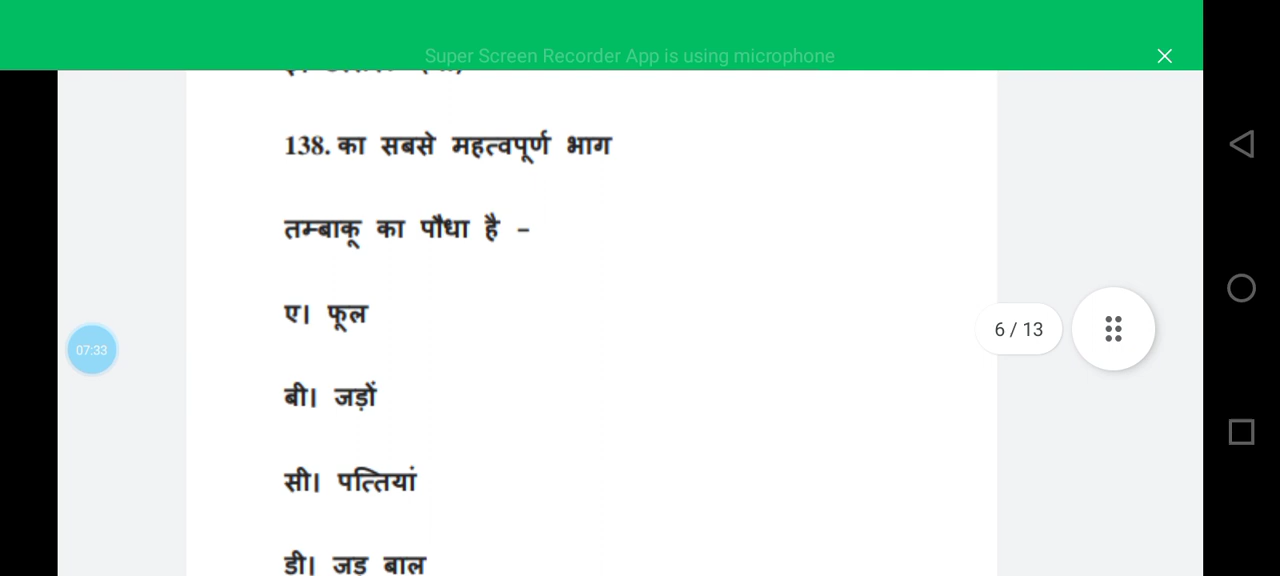 Super Screen Recorder App is using microphone
138. का सबसे महत्वपूर्ण भाग
तम्बाकू का पौधा है –
ए। फूल
6 / 13
07:33
बी। जड़ों
सी। पत्तियां
डी। जड़ बाल